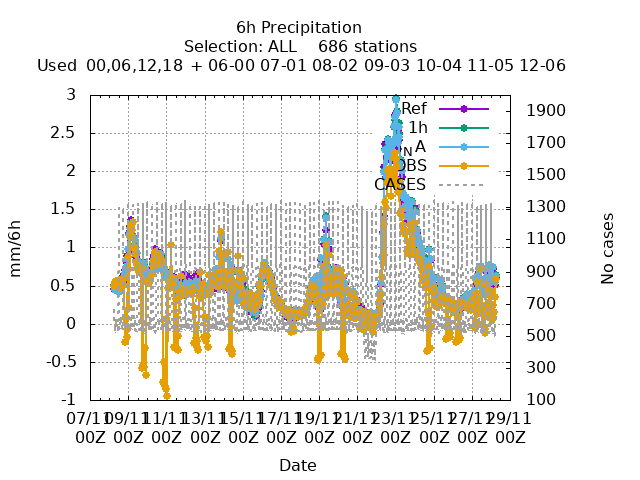 6h Precipitation
Selection: ALL 686 stations
Used 00,06,12,18 + 06-00 07-01 08-02 09-03 10-04 11-05 12-06
Ref
1h
NA
OBS
CASES
3
2.5
2
1.5
1
0.5
0
-0.5
-1
1900
1700
1500
1300
1100
900
700
500
300
100
mm/6h
No cases
07/11 09/11 11/11 13/11 15/11 17/11 19/11 21/11 23/11 25/11 27/11 29/11
00Z 00Z 00Z 00Z 00Z 00Z 00Z 00Z 00Z 00Z 00Z 00Z
Date